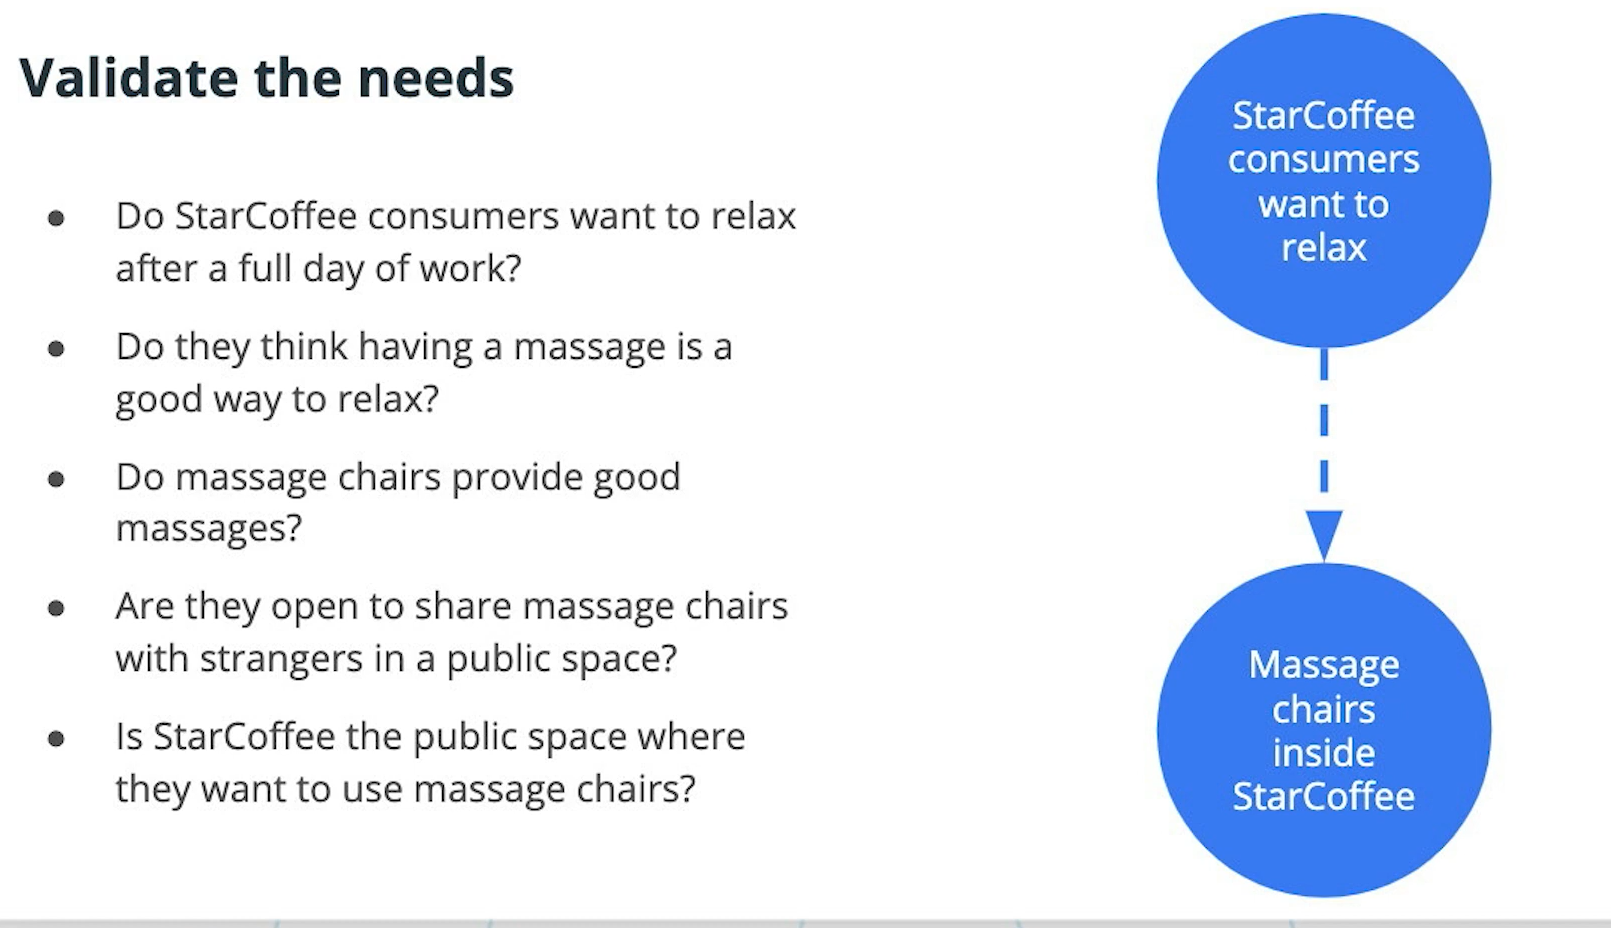 Validate the needs
● Do StarCoffee consumers want to relax
after a full day of work?
● Do they think having a massage is a
good way to relax?
● Do massage chairs provide good
massages?
● Are they open to share massage chairs
with strangers in a public space?
● Is StarCoffee the public space where
they want to use massage chairs?
StarCoffee
consumers
want to
relax
Massage
chairs
inside
StarCoffee